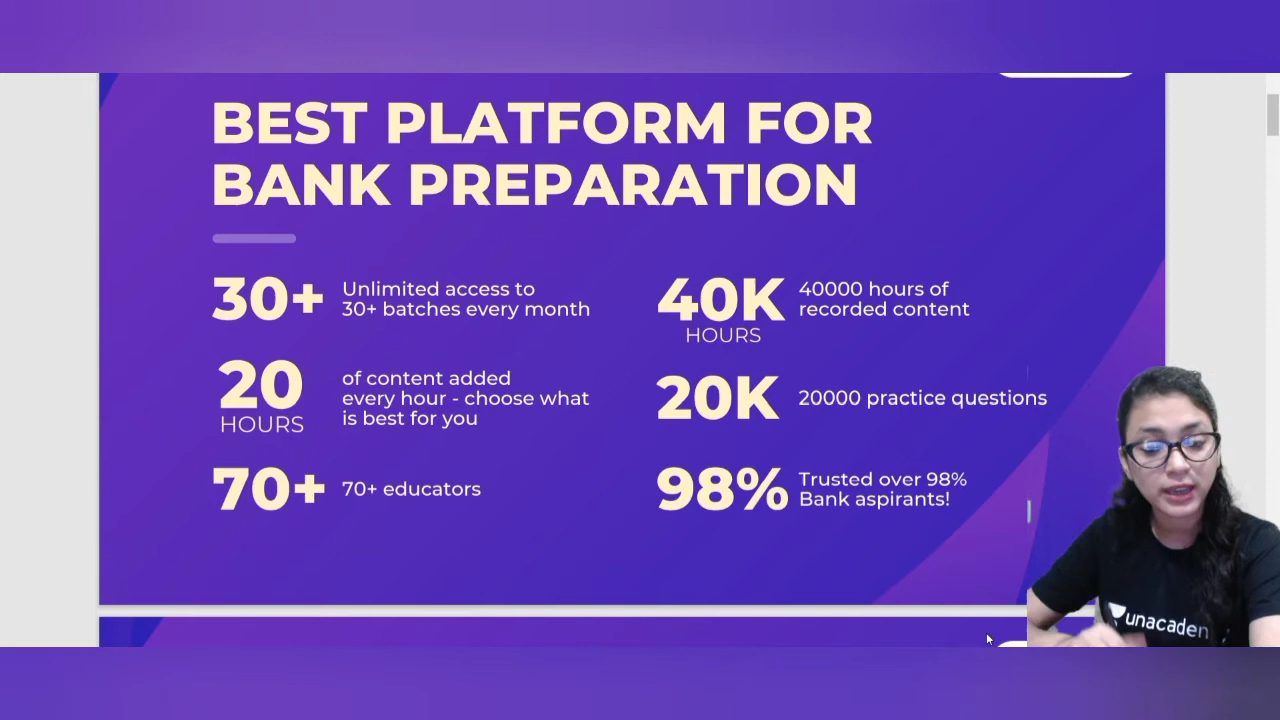 BEST PLATFORM FOR
BANK PREPARATION
30+
Unlimited access to
30+ batches every month
20
HOURS
of content added
every hour - choose what
is best for you
70+
70+ educators
40K
HOURS
40000 hours of
recorded content
20K
20000 practice questions
98%
Trusted over 98%
Bank aspirants!
unacaden